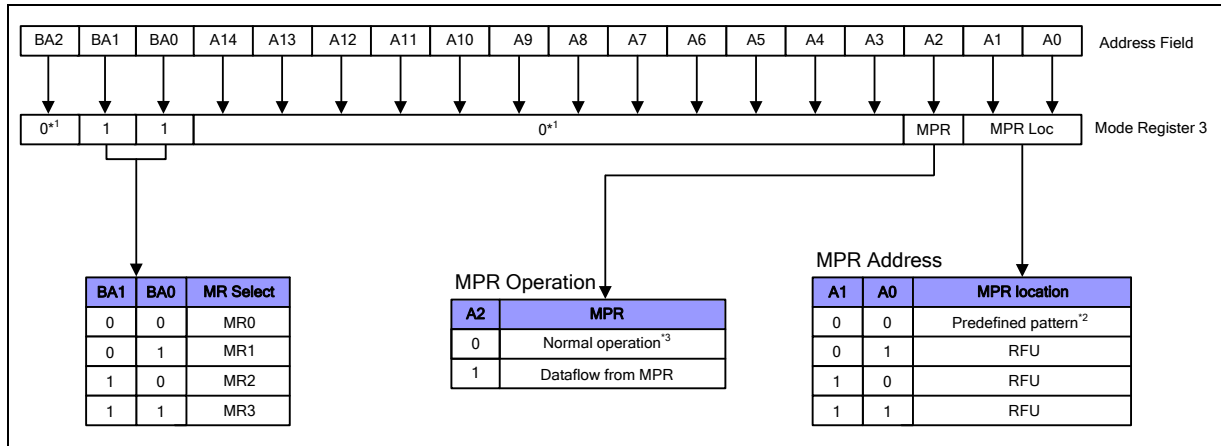 BA2 BA1 BA0 A14 A13 A12 A11 A10 A9 A8 A7 A6 A5 A4 A3 A2 A1 A0 Address Field
0*1 1 1 0*1 MPR MPR Loc Mode Register 3
MPR Operation
MPR Address
BA1 BA0 MR Select
0 0 MR0
0 1 MR1
1 0 MR2
1 1 MR3
A2 MPR
0 Normal operation*3
1 Dataflow from MPR
A1 A0 MPR location
0 0 Predefined pattern*2
0 1 RFU
1 0 RFU
1 1 RFU